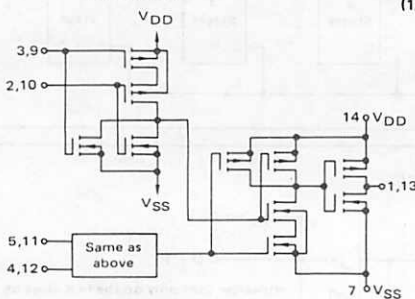 (1
VDD
3,9
2,10
VSS
14 VDD
1,13
5,11
4,12
Same as
above
7 VSS